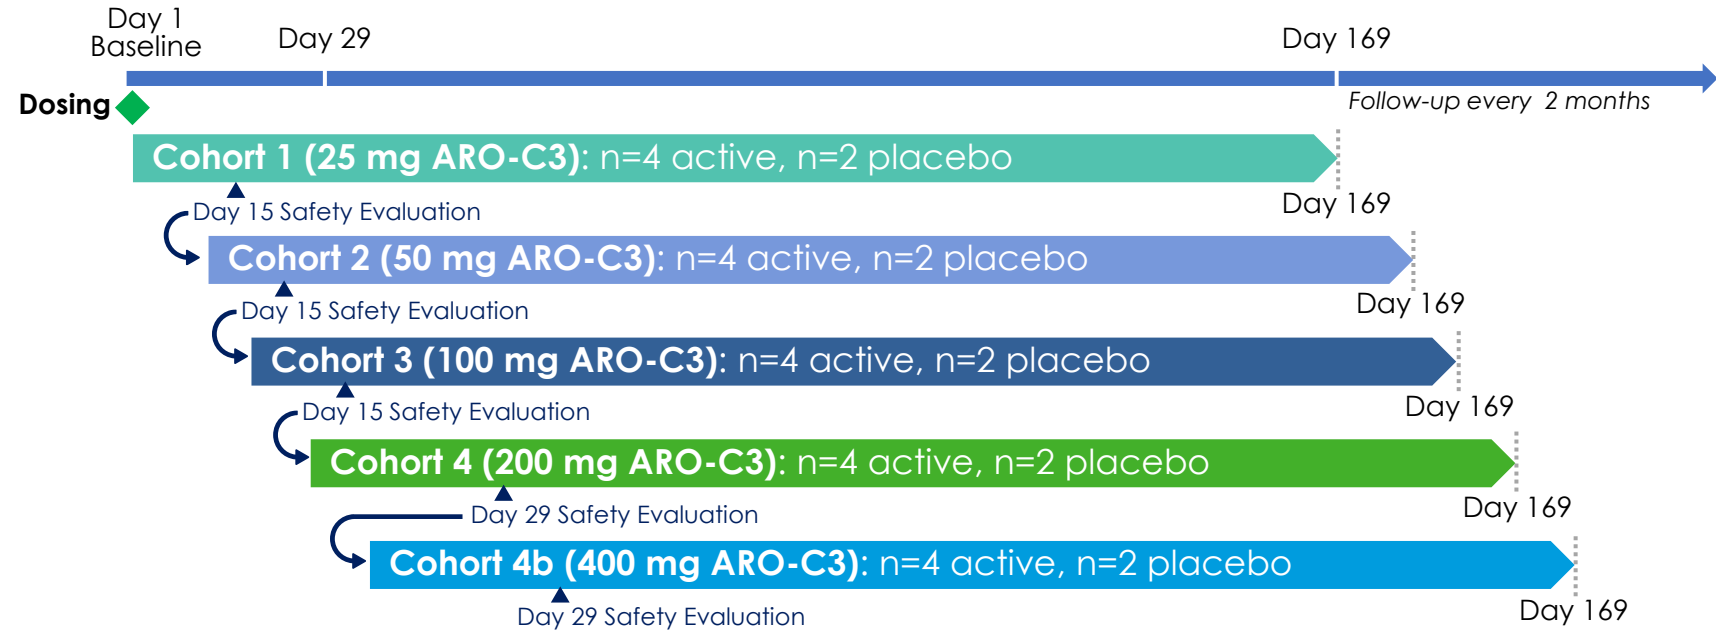 Day 1
Baseline
Day 29
Day 169
Dosing
Follow-up every 2 months
Cohort 1 (25 mg ARO-C3): n=4 active, n=2 placebo
Day 169
Day 15 Safety Evaluation
Cohort 2 (50 mg ARO-C3): n=4 active, n=2 placebo
Day 169
Day 15 Safety Evaluation
Cohort 3 (100 mg ARO-C3): n=4 active, n=2 placebo
Day 169
Day 15 Safety Evaluation
Cohort 4 (200 mg ARO-C3): n=4 active, n=2 placebo
Day 169
Day 29 Safety Evaluation
Cohort 4b (400 mg ARO-C3): n=4 active, n=2 placebo
Day 169
Day 29 Safety Evaluation